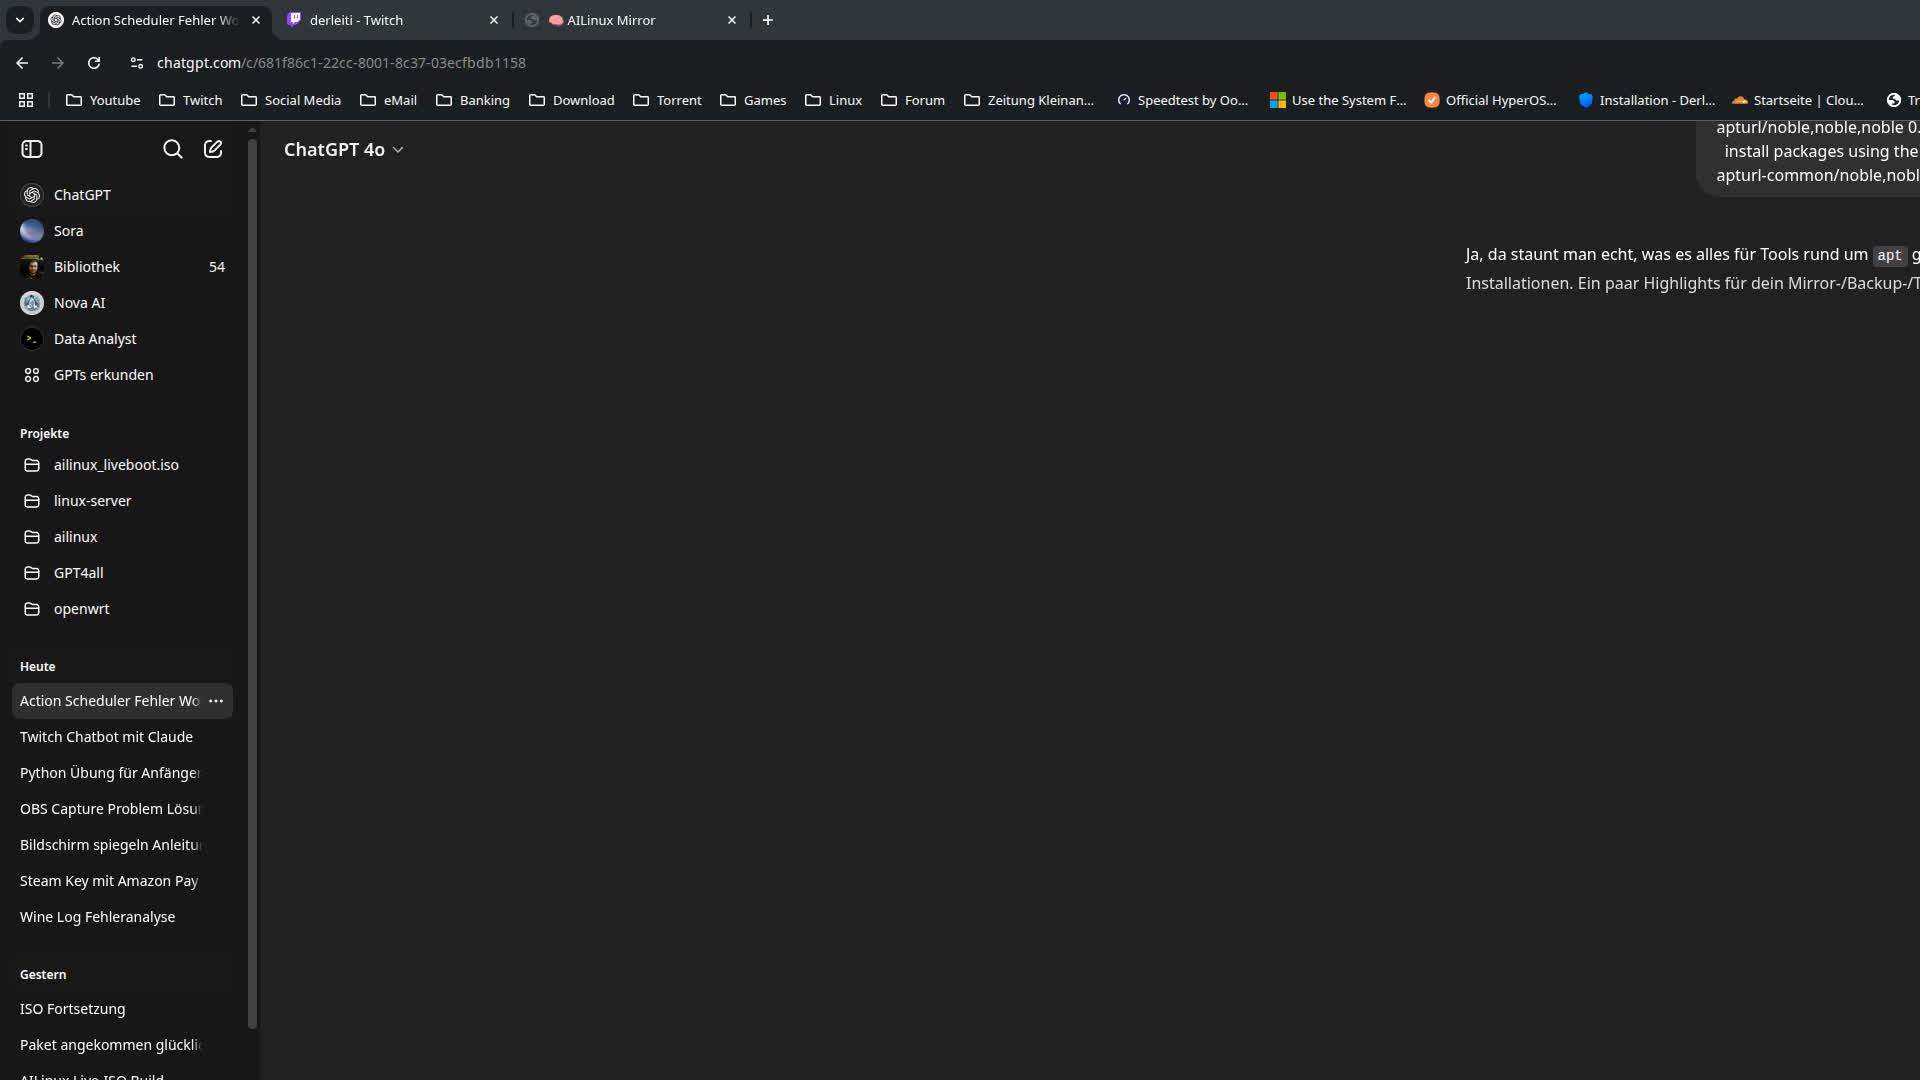 Action Scheduler Fehler Wo
derleiti - Twitch
AILinux Mirror
chatgpt.com/c/681f86c1-22cc-8001-8c37-03ecfbdb1158
Youtube
Twitch
Social Media
eMail
Banking
Download
Torrent
Games
Linux
Forum
Zeitung Kleinan...
Speedtest by Oo...
Use the System F...
Official HyperOS...
Installation - Derl...
Startseite | Clou...
Tr
ChatGPT
Sora
Bibliothek 54
Nova AI
Data Analyst
GPTs erkunden
Projekte
ailinux_liveboot.iso
linux-server
ailinux
GPT4all
openwrt
Heute
Action Scheduler Fehler Wo
Twitch Chatbot mit Claude
Python Übung für Anfänger
OBS Capture Problem Lösu
Bildschirm spiegeln Anleitu
Steam Key mit Amazon Pay
Wine Log Fehleranalyse
Gestern
ISO Fortsetzung
Paket angekommen glückli
AILinux Live ISO Build
ChatGPT 4o
apturl/noble,noble,noble 0.
install packages using the
apturl-common/noble,nobl
Ja, da staunt man echt, was es alles für Tools rund um apt g
Installationen. Ein paar Highlights für dein Mirror-/Backup-/T